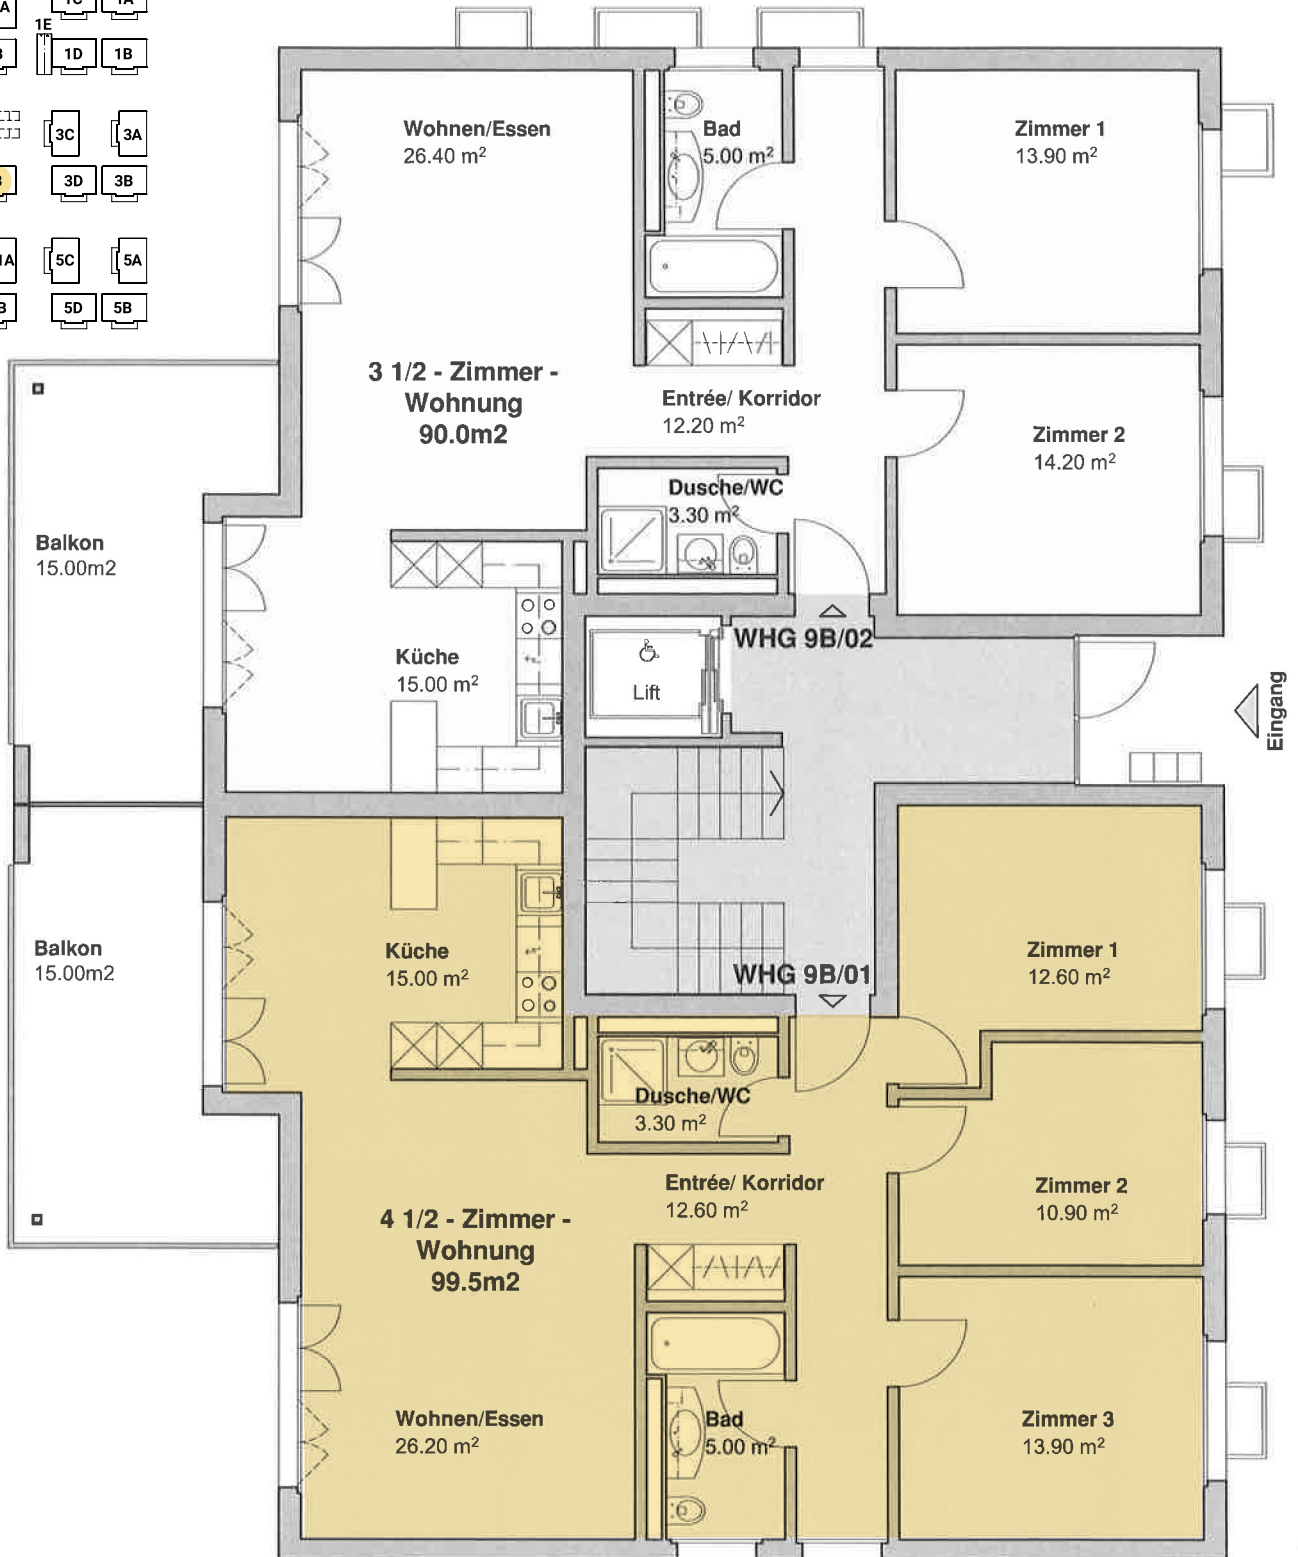 A
1C
1A
1E
1D
1B
3C
3A
3D
3B
5C
5A
5D
5B
Wohnen/Essen
26.40 m²
Bad
5.00 m²
Zimmer 1
13.90 m²
3 1/2 - Zimmer -
Wohnung
90.0m2
Entrée/ Korridor
12.20 m²
Zimmer 2
14.20 m²
Dusche/WC
3.30 m²
Balkon
15.00m2
Küche
15.00 m²
Lift
WHG 9B/02
Eingang
Balkon
15.00m2
Küche
15.00 m²
WHG 9B/01
Zimmer 1
12.60 m²
Dusche/WC
3.30 m²
Entrée/ Korridor
12.60 m²
Zimmer 2
10.90 m²
4 1/2 - Zimmer -
Wohnung
99.5m2
Wohnen/Essen
26.20 m²
Bad
5.00 m²
Zimmer 3
13.90 m²